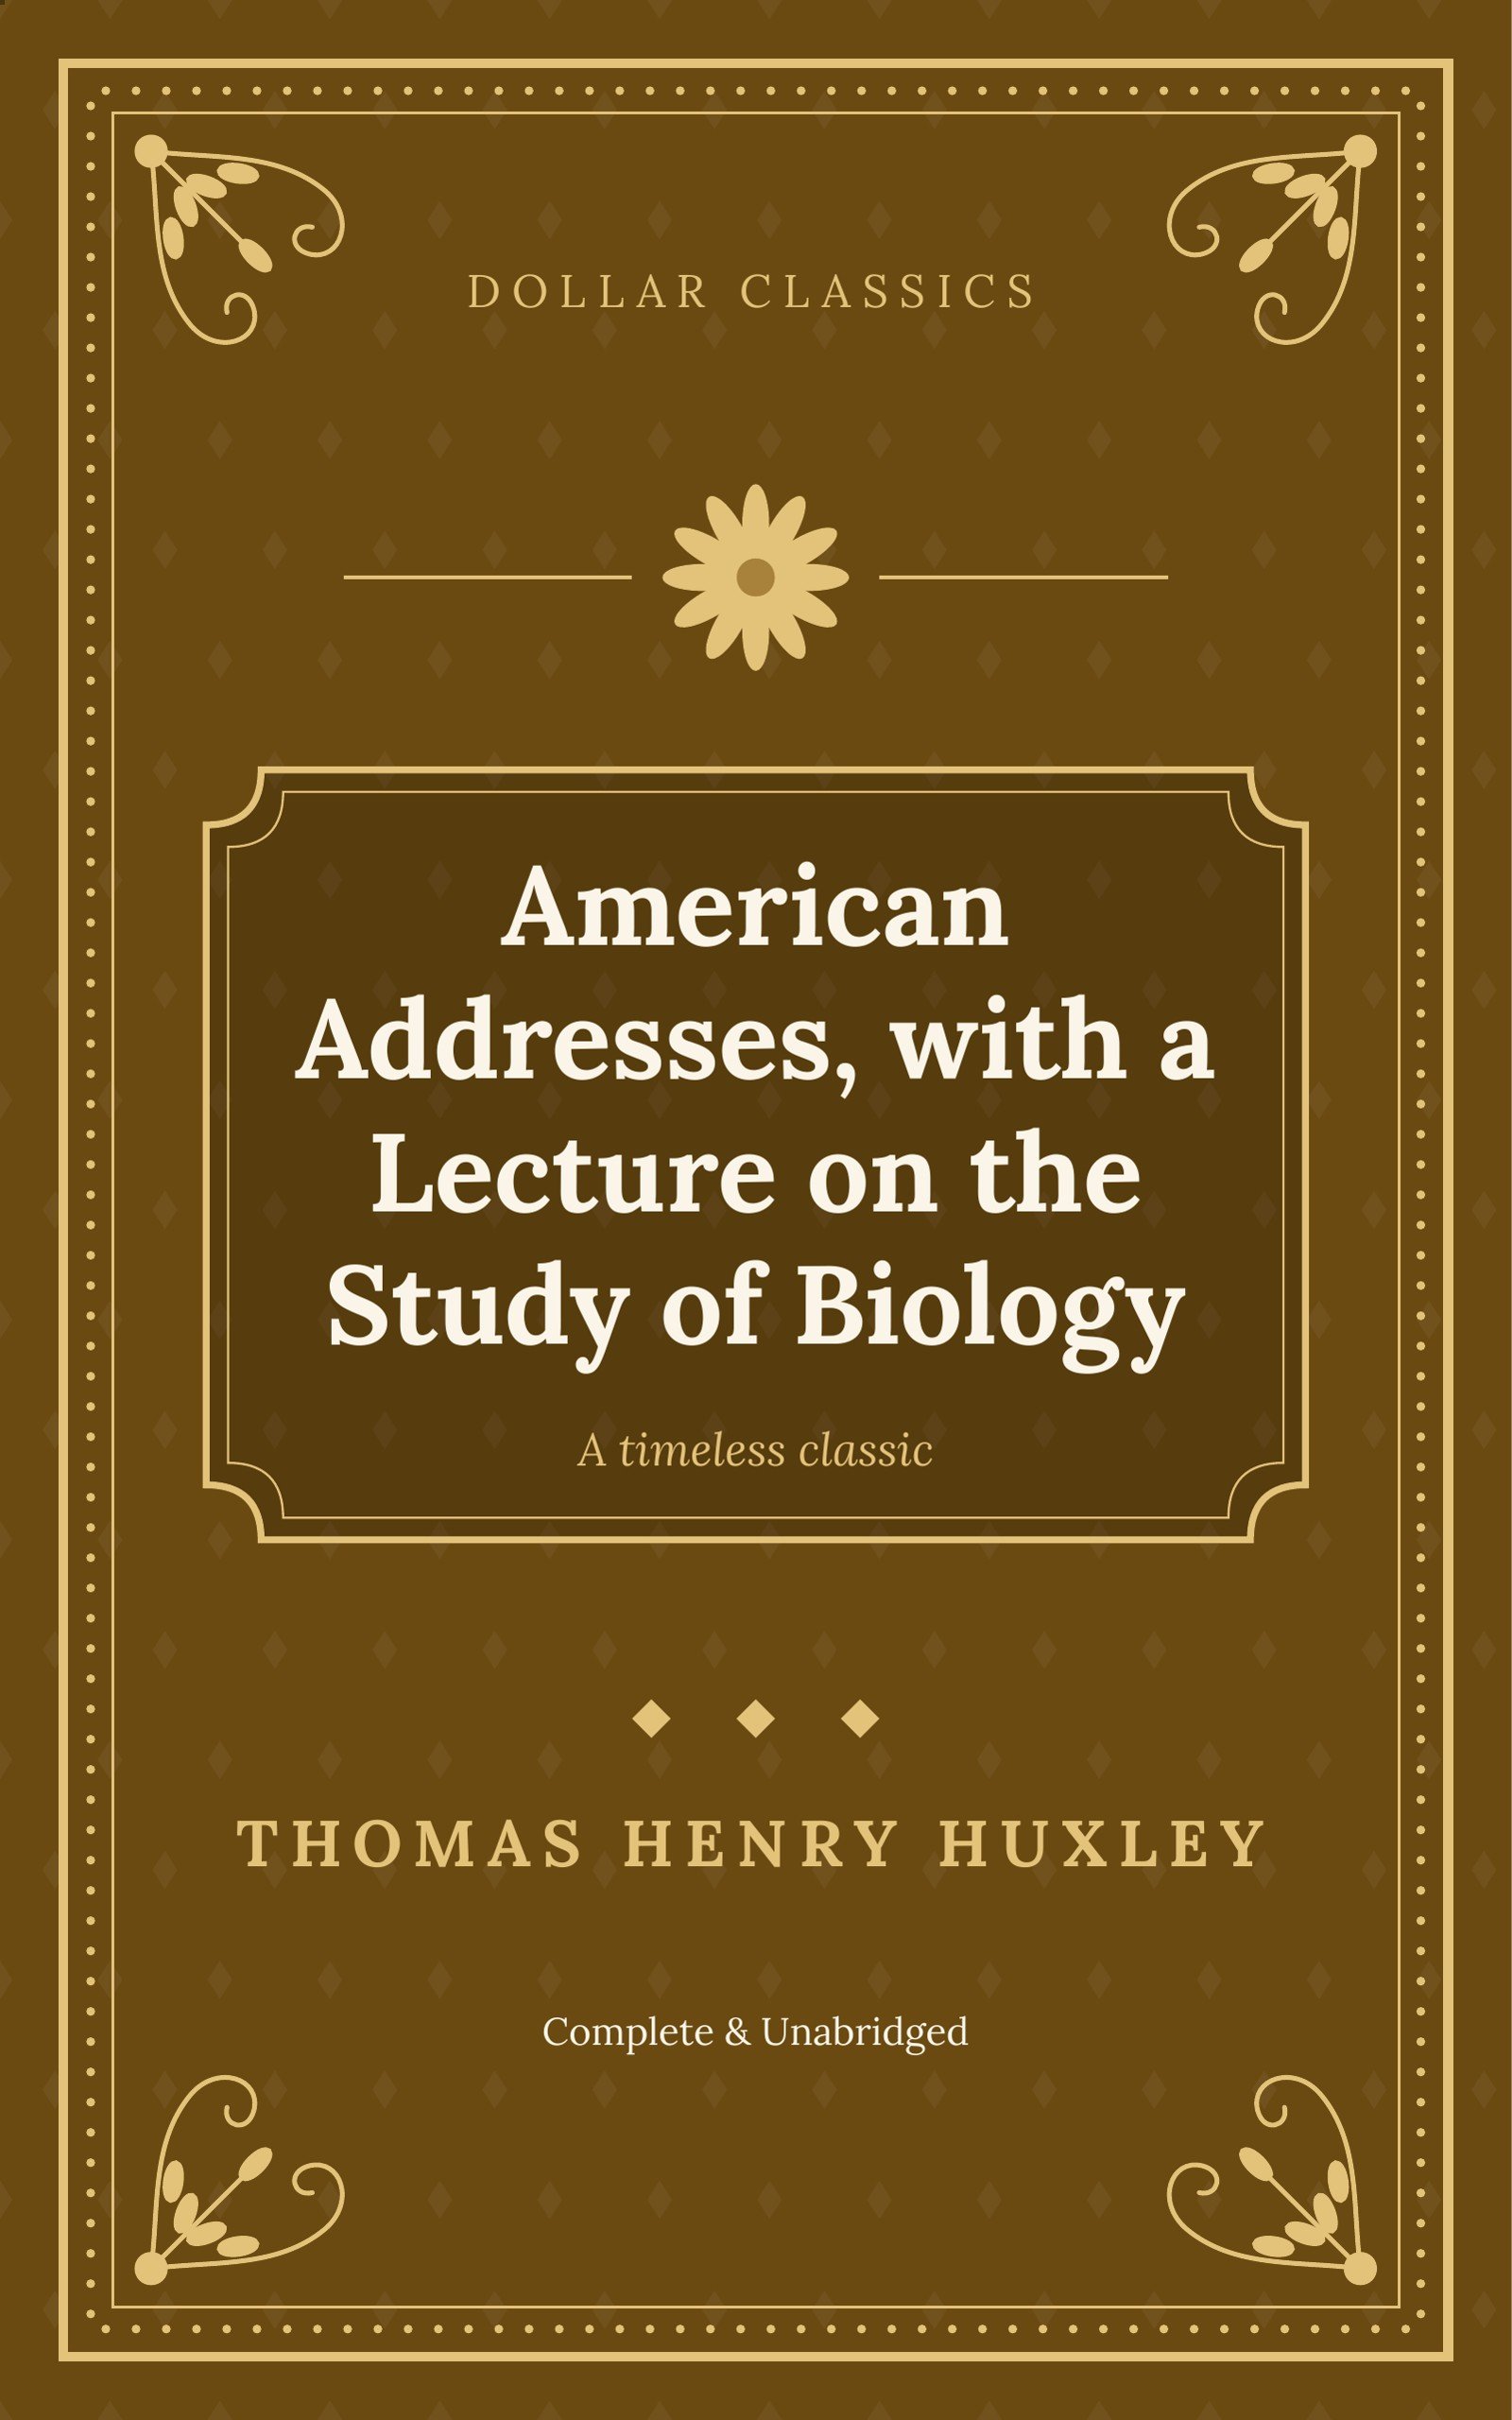 DOLLAR CLASSICS
American
Addresses, with a
Lecture on the
Study of Biology
A timeless classic
THOMAS HENRY HUXLEY
Complete & Unabridged